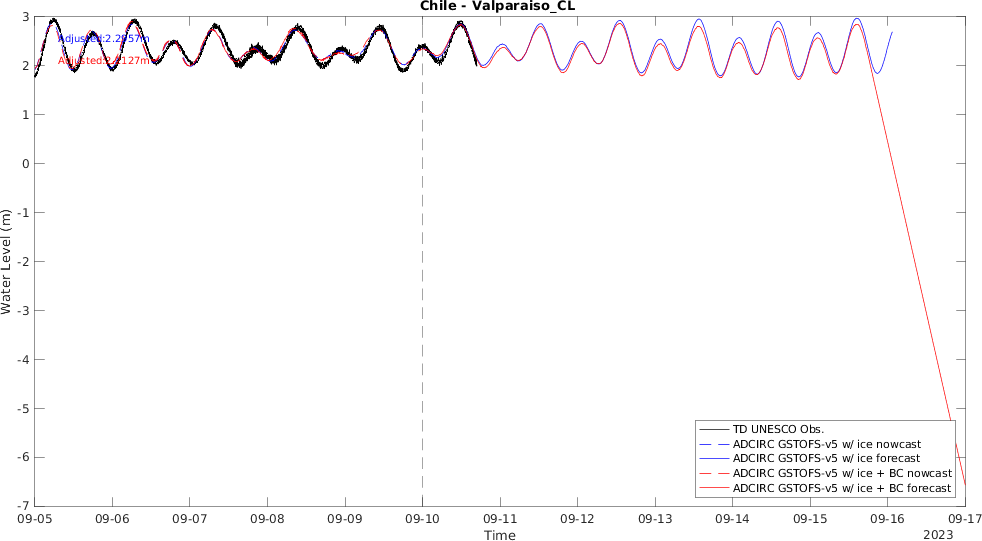 Chile - Valparaiso_CL
3
2
1
0
-1
-2
-3
-4
-5
-6
-7
Water Level (m)
TD UNESCO Obs.
ADCIRC GSTOFS-v5 w/ ice nowcast
ADCIRC GSTOFS-v5 w/ ice forecast
ADCIRC GSTOFS-v5 w/ ice + BC nowcast
ADCIRC GSTOFS-v5 w/ ice + BC forecast
09-05 09-06 09-07 09-08 09-09 09-10 09-11 09-12 09-13 09-14 09-15 09-16 09-17
Time
2023